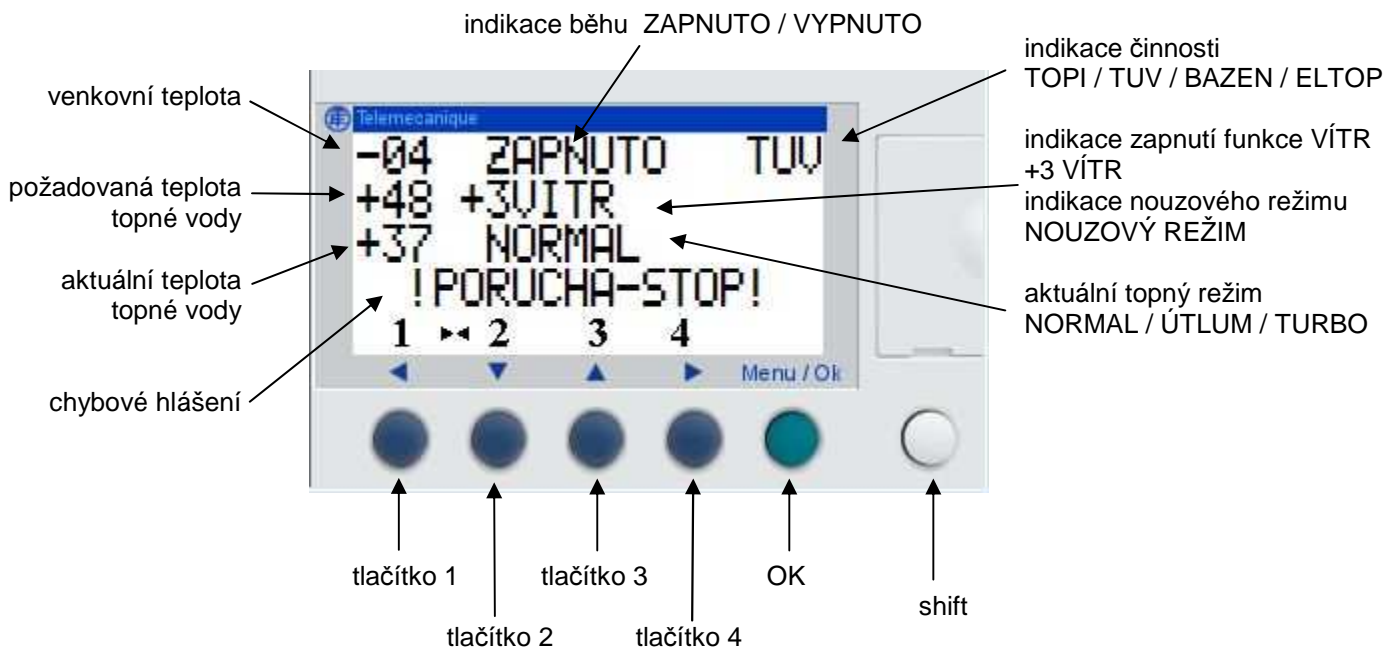 indikace běhu ZAPNUTO / VYPNUTO
indikace činnosti
TOPI / TUV / BAZEN / ELTOP
venkovní teplota
indikace zapnutí funkce VÍTR
+3 VÍTR
požadovaná teplota
topné vody
indikace nouzového režimu
NOUZOVÝ REŽIM
aktuální teplota
topné vody
aktuální topný režim
NORMAL / ÚTLUM / TURBO
chybové hlášení
Telemecanique
-04 ZAPNUTO TUV
+48 +3VITR
+37 NORMAL
!PORUCHA-STOP!
1 2 3 4
Menu / Ok
tlačítko 1
tlačítko 3
OK
shift
tlačítko 2
tlačítko 4